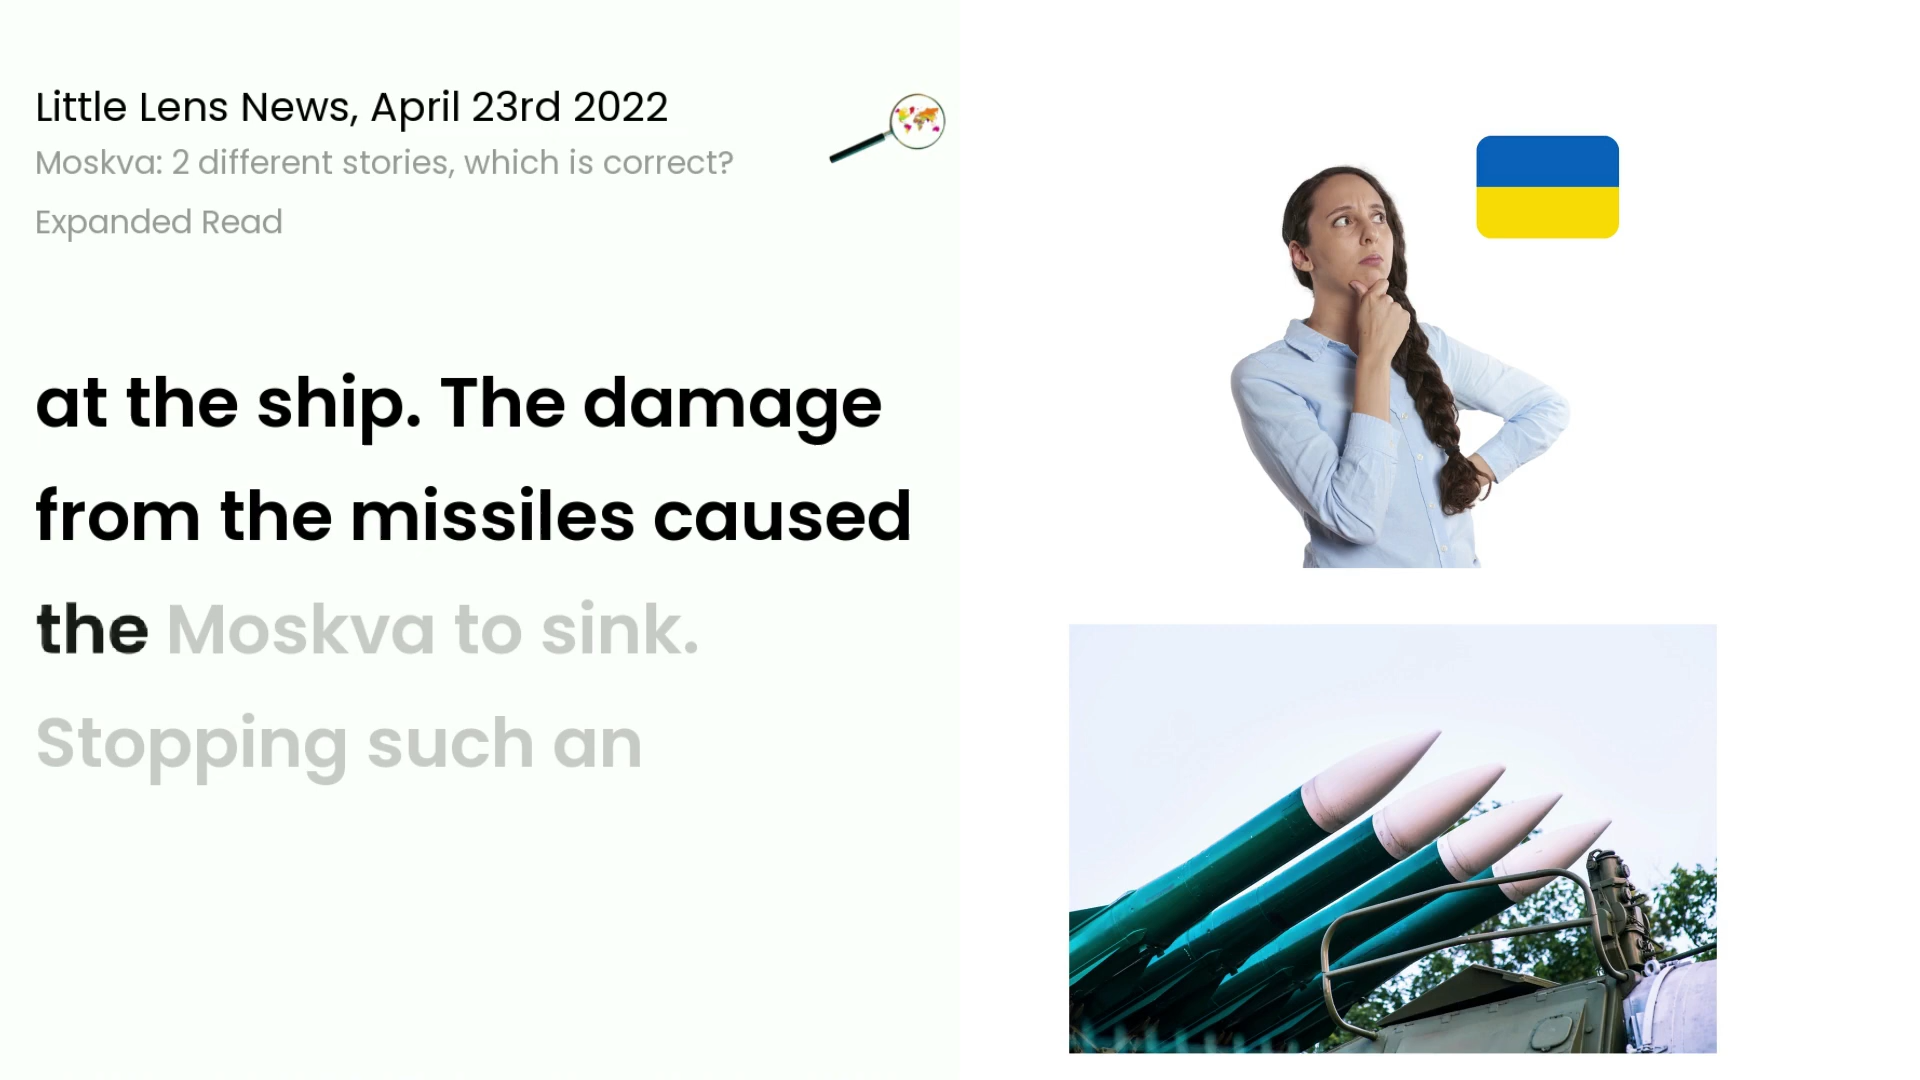 Little Lens News, April 23rd 2022
Moskva: 2 different stories, which is correct?
Expanded Read
at the ship. The damage
from the missiles caused
the Moskva to sink.
Stopping such an